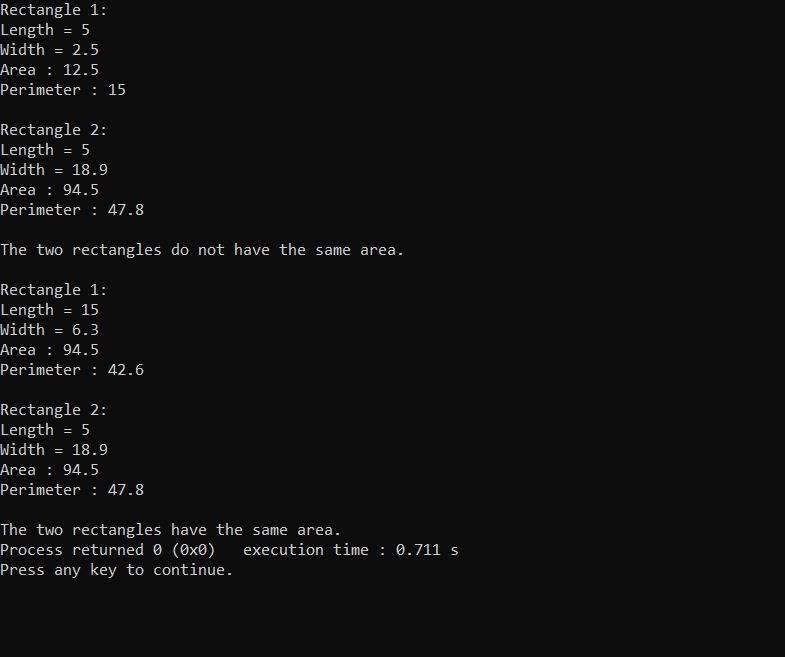 Rectangle 1:
Length = 5
Width = 2.5
Area : 12.5
Perimeter : 15
Rectangle 2:
Length = 5
Width = 18.9
Area : 94.5
Perimeter : 47.8
The two rectangles do not have the same area.
Rectangle 1:
Length = 15
Width = 6.3
Area : 94.5
Perimeter : 42.6
Rectangle 2:
Length = 5
Width = 18.9
Area : 94.5
Perimeter : 47.8
The two rectangles have the same area.
Process returned 0 (0x0)   execution time : 0.711 s
Press any key to continue.